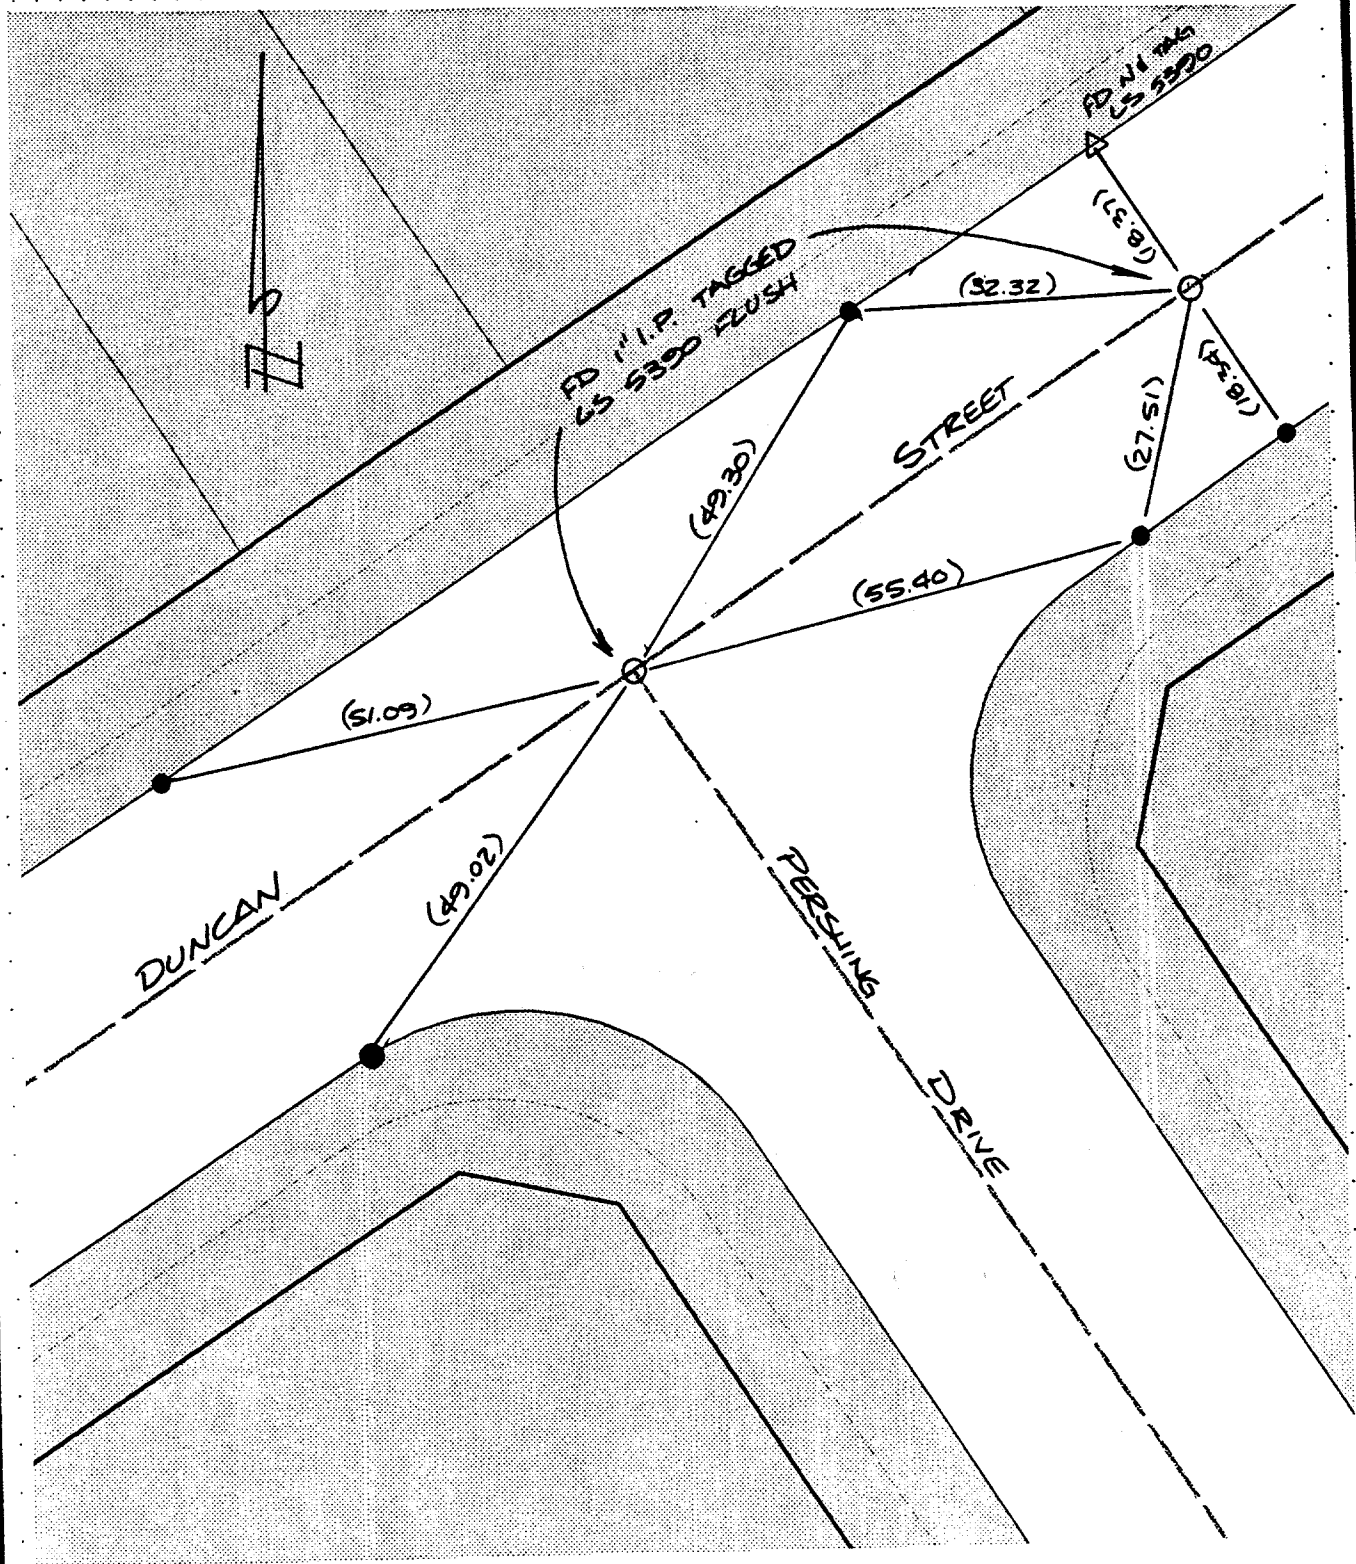 FD N& TAG
LS 5390
(18.37)
FD 1" I.P. TAGGED
LS 5390 FLUSH
(32.32)
(18.34)
(27.51)
STREET
(49.30)
(55.40)
(51.09)
(49.02)
DUNCAN
PERSHING
DRIVE
N